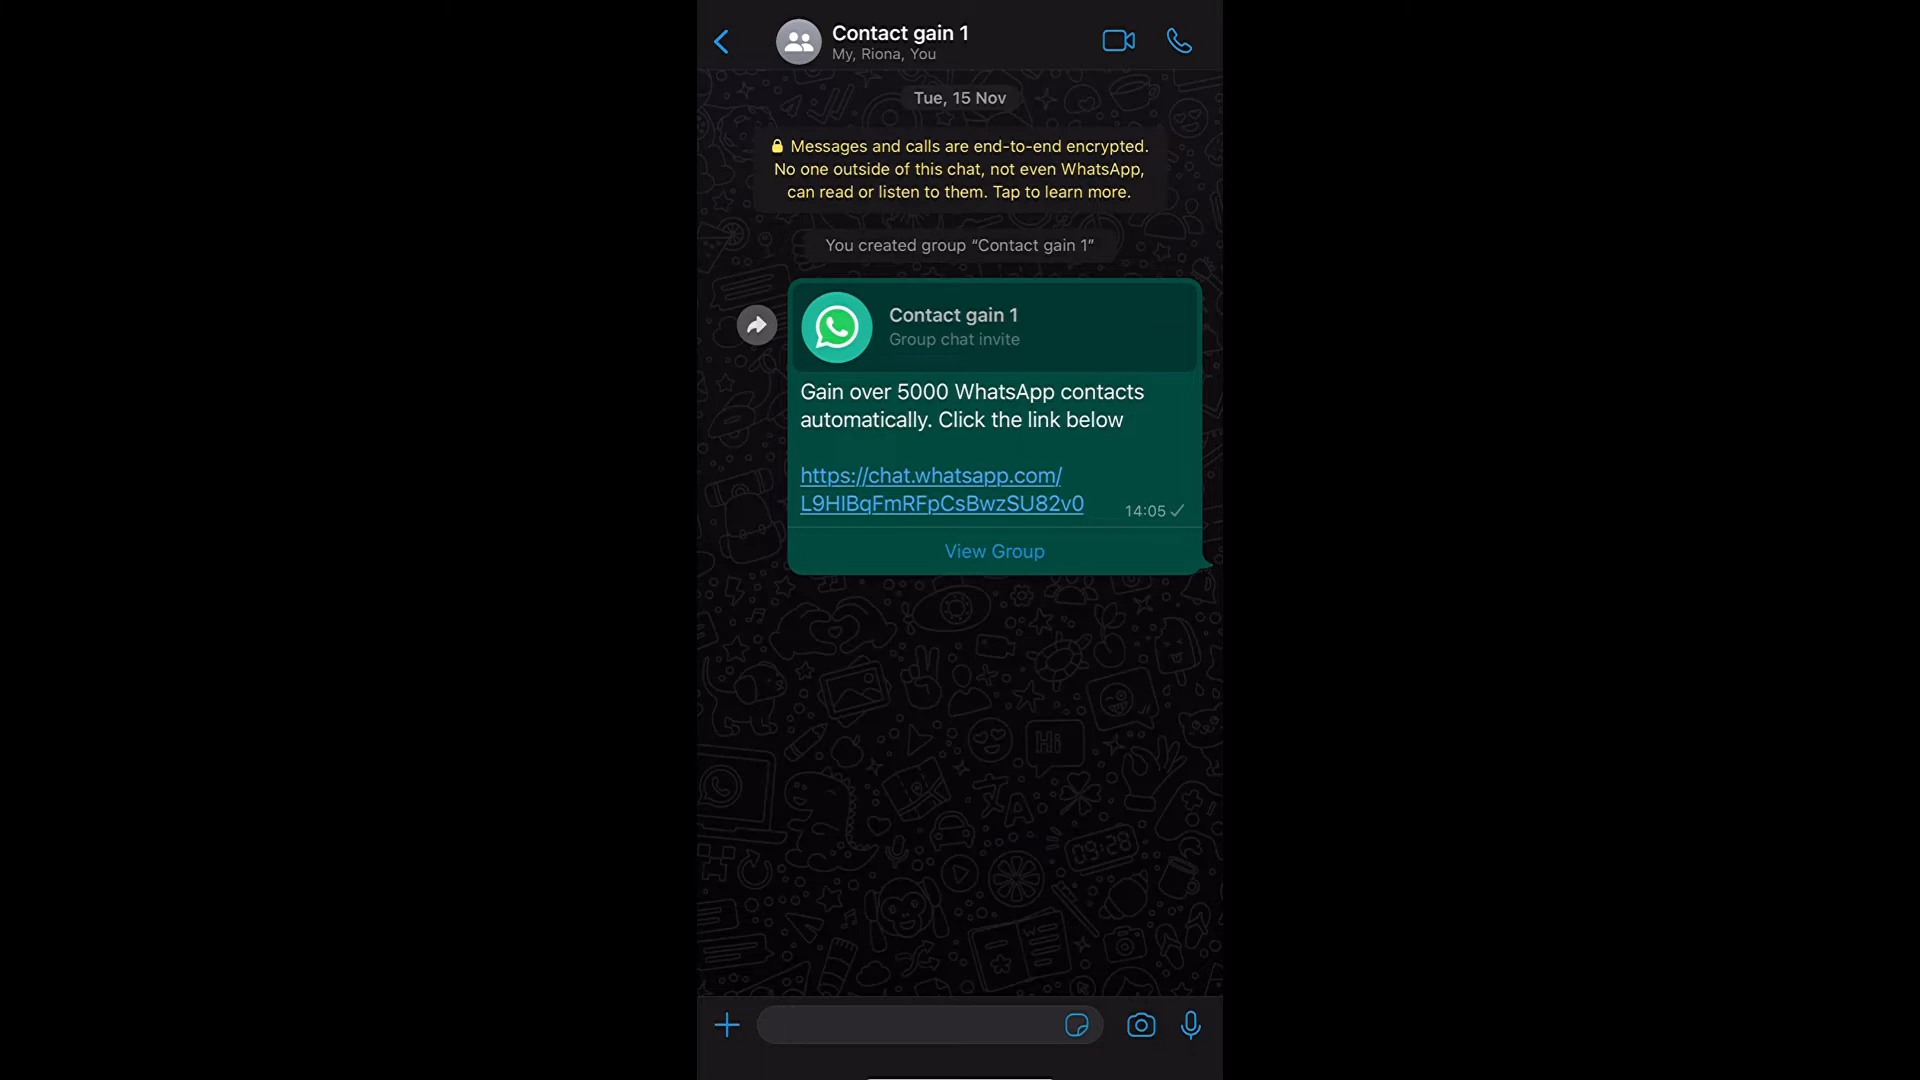 Contact gain 1
My, Riona, You
Tue, 15 Nov
Messages and calls are end-to-end encrypted.
No one outside of this chat, not even WhatsApp,
can read or listen to them. Tap to learn more.
You created group “Contact gain 1”
Contact gain 1
Group chat invite
Gain over 5000 WhatsApp contacts
automatically. Click the link below
https://chat.whatsapp.com/
L9HIBqFmRFpCsBwzSU82v0
14:05
View Group
Hi
09:28